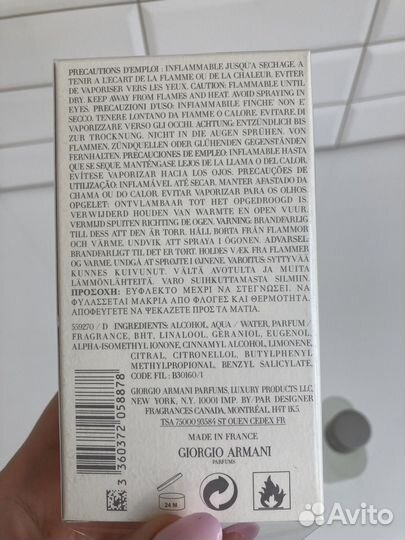 PRECAUTIONS D'EMPLOI : INFLAMMABLE JUSQU'A SECHAGE. A
TENIR A L'ECART DE LA FLAMME OU DE LA CHALEUR. EVITER
DE VAPORISER VERS LES YEUX. CAUTION: FLAMMABLE UNTIL
DRY. KEEP AWAY FROM FLAMES AND HEAT. AVOID SPRAYING IN
EYES. PRECAUZIONI D'USO: INFIAMMABILE FINCHE' NON E'
SECCO. TENERE LONTANO DA FIAMME O CALORE. EVITARE DI
VAPORIZZARE VERSO GLI OCCHI. ACHTUNG: ENTZÜNDLICH BIS
ZUR TROCKNUNG. NICHT IN DIE AUGEN SPRÜHEN. VON
FLAMMEN, ZÜNDQUELLEN ODER GLÜHENDEN GEGENSTÄNDEN
FERNHALTEN. PRECAUCIONES DE EMPLEO: INFLAMABLE HASTA
QUE SE SEQUE. MANTÉNGASE LEJOS DE LA LLAMA O DEL CALOR.
EVÍTESE VAPORIZAR HACIA LOS OJOS. PRECAUÇÕES DE
UTILIZAÇÃO: INFLAMÁVEL ATÉ SECAR. MANTER AFASTADO DA
CHAMA OU DO CALOR. EVITAR VAPORIZAR PARA OS OLHOS.
OPGELET: ONTVLAMBAAR TOT HET OPGEDROOGD IS.
VERWIJDERD HOUDEN VAN WARMTE EN OPEN VUUR.
VERMIJD SPUITEN RICHTING DE OGEN. VARNING: BRANDFARLIG
TILL DESS ATT DEN ÄR TORR. HÅLL BORTA FRÅN FLAMMOR
OCH VÄRME. UNDVIK ATT SPRAYA I ÖGONEN. ADVARSEL:
BRANDFARLIGT TIL DET ER TØRT. HOLDES VÆK FRA FLAMMER
OG VARME. UNDGÅ AT SPRØJTE I ØJNENE. VAROITUS: SYTTYVÄÄ
KUNNES KUIVUNUT. VÄLTÄ AVOTULTA JA MUITA
LÄMMÖNLÄHTEITÄ. VARO SUIHKUTTAMASTA SILMIIN.
ΠΡΟΣΟΧΗ: ΕΥΦΛΕΚΤΟ ΜΕΧΡΙ ΝΑ ΣΤΕΓΝΩΣΕΙ. ΝΑ
ΦΥΛΑΣΣΕΤΑΙ ΜΑΚΡΙΑ ΑΠΟ ΦΛΟΓΕΣ ΚΑΙ ΘΕΡΜΟΤΗΤΑ.
ΑΠΟΦΕΥΓΕΤΕ ΝΑ ΨΕΚΑΖΕΤΕ ΠΡΟΣ ΤΑ ΜΑΤΙΑ.
559270 / D INGREDIENTS: ALCOHOL, AQUA / WATER, PARFUM /
FRAGRANCE, BHT, LINALOOL, GERANIOL, EUGENOL,
ALPHA-ISOMETHYL IONONE, CINNAMYL ALCOHOL, LIMONENE,
CITRAL, CITRONELLOL, BUTYLPHENYL
METHYLPROPIONAL, BENZYL SALICYLATE.
CODE FIL : B30160/1
GIORGIO ARMANI PARFUMS, LUXURY PRODUCTS LLC,
NEW YORK, N.Y. 10001 IMP. BY/PAR DESIGNER
FRAGRANCES CANADA, MONTRÉAL, H4T 1K5.
TSA 75000 93584 ST OUEN CEDEX FR
3 360372 058878
MADE IN FRANCE
GIORGIO ARMANI
PARFUMS
24 M
Avito